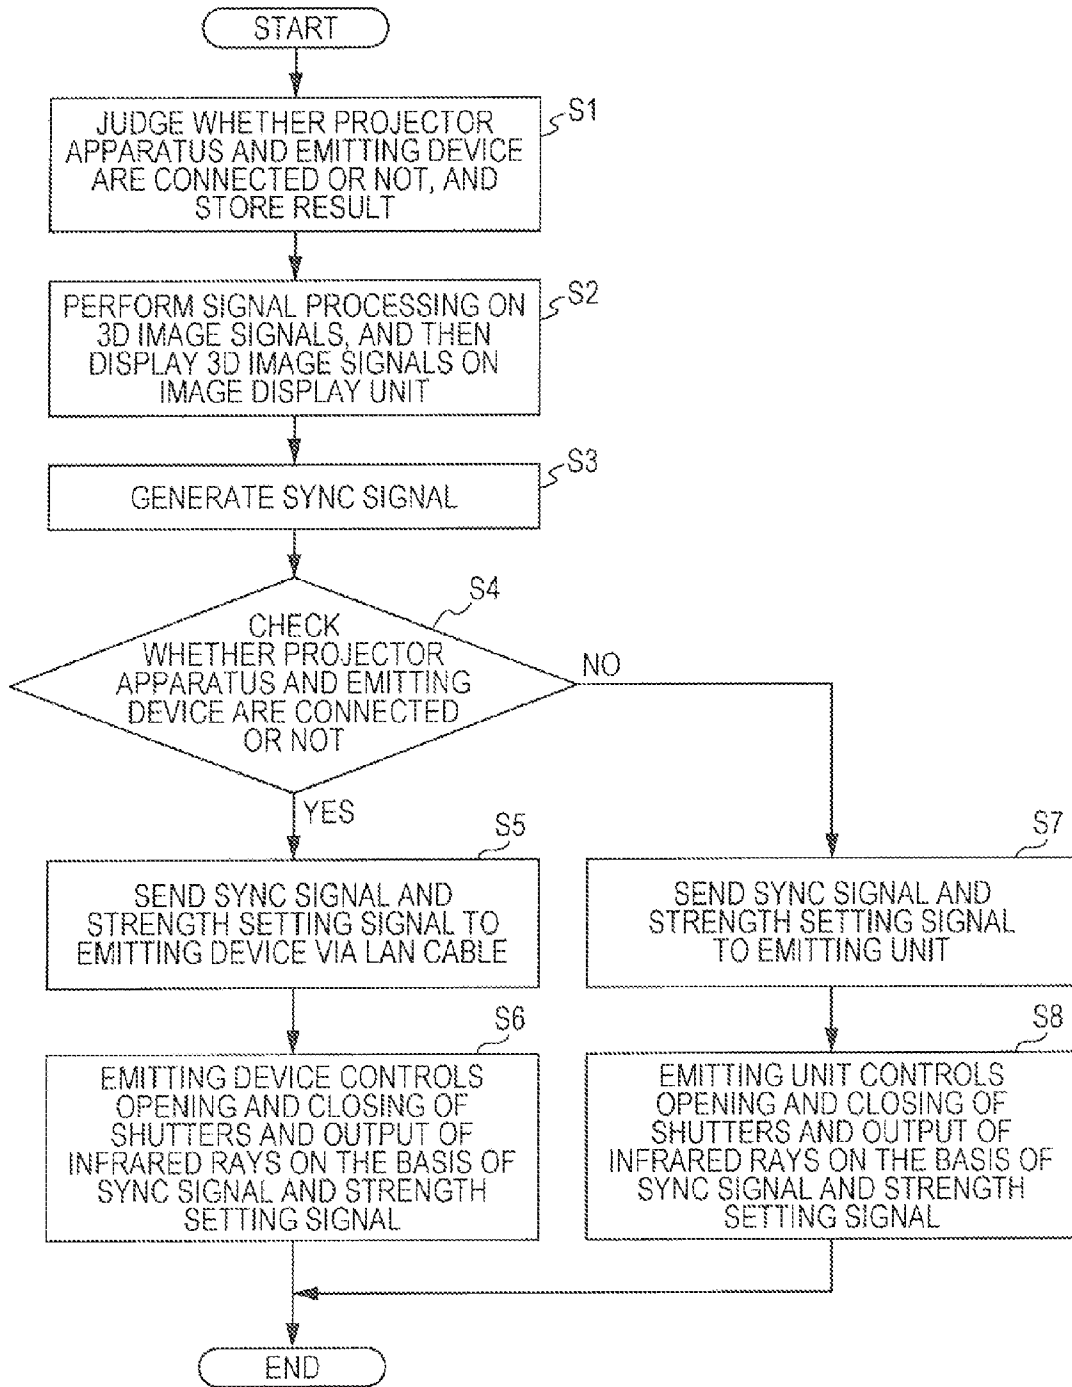 START
S1
JUDGE WHETHER PROJECTOR
APPARATUS AND EMITTING DEVICE
ARE CONNECTED OR NOT, AND
STORE RESULT
S2
PERFORM SIGNAL PROCESSING ON
3D IMAGE SIGNALS, AND THEN
DISPLAY 3D IMAGE SIGNALS ON
IMAGE DISPLAY UNIT
S3
GENERATE SYNC SIGNAL
S4
CHECK
WHETHER PROJECTOR
APPARATUS AND EMITTING
DEVICE ARE CONNECTED
OR NOT
NO
YES
S5
SEND SYNC SIGNAL AND
STRENGTH SETTING SIGNAL TO
EMITTING DEVICE VIA LAN CABLE
S6
EMITTING DEVICE CONTROLS
OPENING AND CLOSING OF
SHUTTERS AND OUTPUT OF
INFRARED RAYS ON THE BASIS OF
SYNC SIGNAL AND STRENGTH
SETTING SIGNAL
S7
SEND SYNC SIGNAL AND
STRENGTH SETTING SIGNAL
TO EMITTING UNIT
S8
EMITTING UNIT CONTROLS
OPENING AND CLOSING OF
SHUTTERS AND OUTPUT OF
INFRARED RAYS ON THE BASIS OF
SYNC SIGNAL AND STRENGTH
SETTING SIGNAL
END